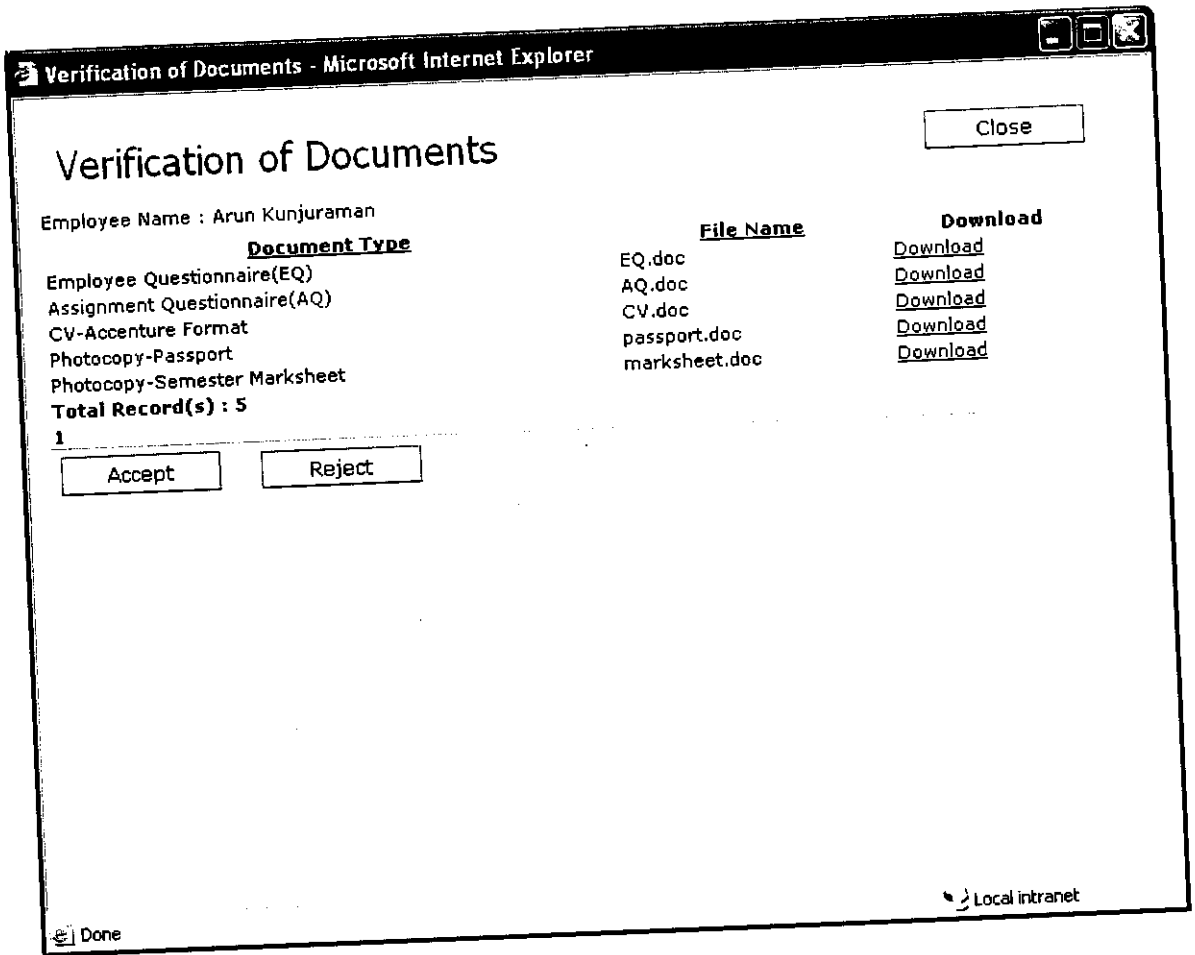 Verification of Documents - Microsoft Internet Explorer
Close
Verification of Documents
Employee Name : Arun Kunjuraman
Document Type File Name Download
Employee Questionnaire(EQ) EQ.doc Download
Assignment Questionnaire(AQ) AQ.doc Download
CV-Accenture Format CV.doc Download
Photocopy-Passport passport.doc Download
Photocopy-Semester Marksheet marksheet.doc Download
Total Record(s) : 5
1
Accept Reject
Done Local intranet